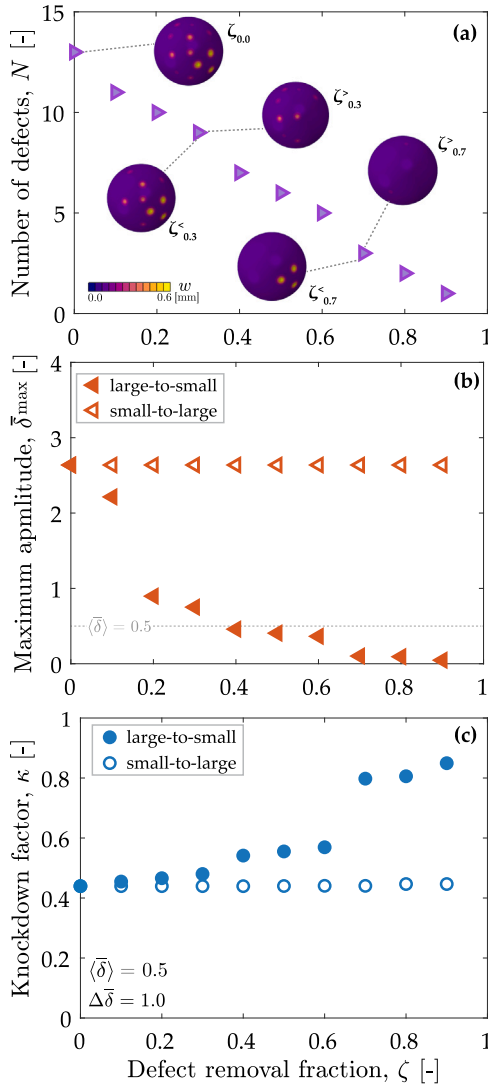 (a)
Number of defects, N [-]
15
10
5
0
ζ0.0
ζ>0.3
ζ>0.7
ζ<0.3
ζ<0.7
w
0.0 0.6 [mm]
0 0.2 0.4 0.6 0.8 1
(b)
Maximum apmlitude, δ̅max [-]
4
3
2
1
0
large-to-small
small-to-large
⟨δ̅⟩ = 0.5
0 0.2 0.4 0.6 0.8 1
(c)
Knockdown factor, κ [-]
1
0.8
0.6
0.4
0.2
0
large-to-small
small-to-large
⟨δ̅⟩ = 0.5
Δδ̅ = 1.0
0 0.2 0.4 0.6 0.8 1
Defect removal fraction, ζ [-]